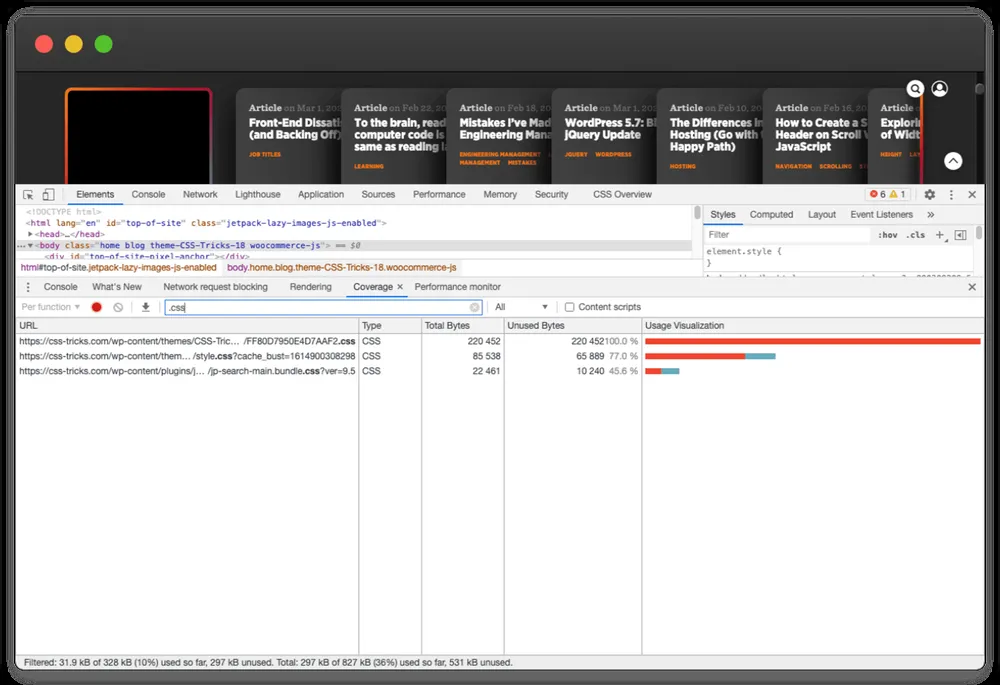 Article on Mar 1, 20
Front-End Dissati
(and Backing Off)
JOB TITLES
Article on Feb 22, 20
To the brain, read
computer code is
same as reading l
LEARNING
Article on Feb 18, 20
Mistakes I've Mad
Engineering Mana
ENGINEERING MANAGEMENT
MANAGEMENT MISTAKES
Article on Mar 9, 20
WordPress 5.7: Bl
jQuery Update
JQUERY WORDPRESS
Article on Feb 10, 20
The Differences in
Hosting (Go with
Happy Path)
HOSTING
Article on Feb 16, 20
How to Create a S
Header on Scroll
JavaScript
NAVIGATION SCROLLING
Article
Explorin
of Widt
HEIGHT
Elements Console Network Lighthouse Application Sources Performance Memory Security CSS Overview 6 1
<!DOCTYPE html>
<html lang="en" id="top-of-site" class="jetpack-lazy-images-js-enabled">
<head>…</head>
<body class="home blog theme-CSS-Tricks-18 woocommerce-js"> == $0
<div id="top-of-site-pixel-anchor"></div>
html#top-of-site.jetpack-lazy-images-js-enabled body.home.blog.theme-CSS-Tricks-18.woocommerce-js
Styles Computed Layout Event Listeners »
Filter :hov .cls +
element.style {
}
Console What's New Network request blocking Rendering Coverage × Performance monitor
Per function .css All Content scripts
URL Type Total Bytes Unused Bytes Usage Visualization
https://css-tricks.com/wp-content/themes/CSS-Tric… /FF80D7950E4D7AAF2.css CSS 220 452 220 452 100.0 %
https://css-tricks.com/wp-content/them… /style.css?cache_bust=1614900308298 CSS 85 538 65 889 77.0 %
https://css-tricks.com/wp-content/plugins/j… /jp-search-main.bundle.css?ver=9.5 CSS 22 461 10 240 45.6 %
Filtered: 31.9 kB of 328 kB (10%) used so far, 297 kB unused. Total: 297 kB of 827 kB (36%) used so far, 531 kB unused.